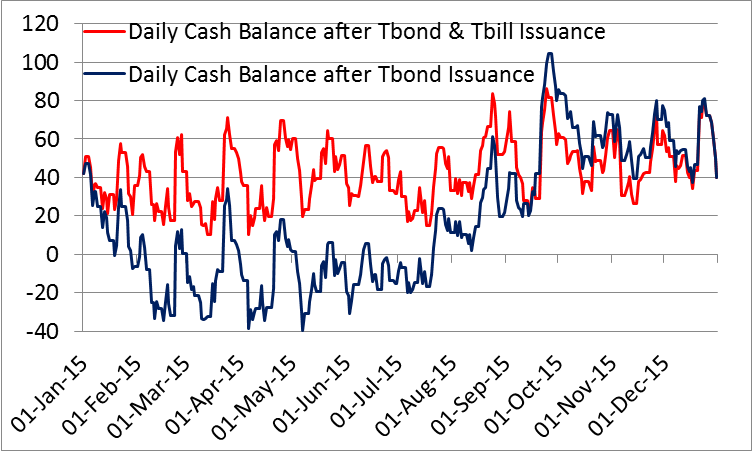 120
100
80
60
40
20
0
-20
-40
Daily Cash Balance after Tbond & Tbill Issuance
Daily Cash Balance after Tbond Issuance
01-Jan-15
01-Feb-15
01-Mar-15
01-Apr-15
01-May-15
01-Jun-15
01-Jul-15
01-Aug-15
01-Sep-15
01-Oct-15
01-Nov-15
01-Dec-15